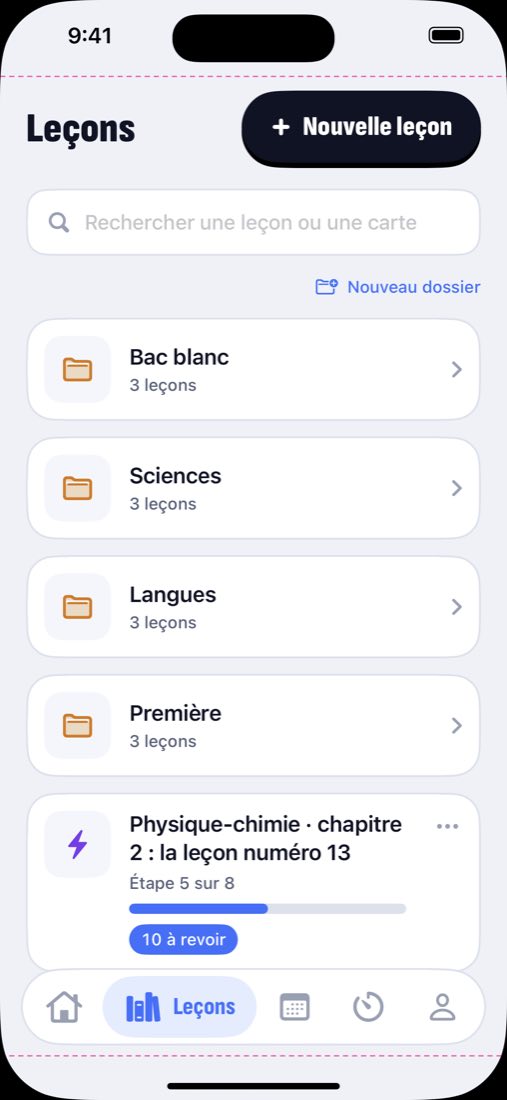 9:41
Leçons
+ Nouvelle leçon
Rechercher une leçon ou une carte
Nouveau dossier
Bac blanc
3 leçons
Sciences
3 leçons
Langues
3 leçons
Première
3 leçons
Physique-chimie · chapitre
2 : la leçon numéro 13
Étape 5 sur 8
10 à revoir
Leçons